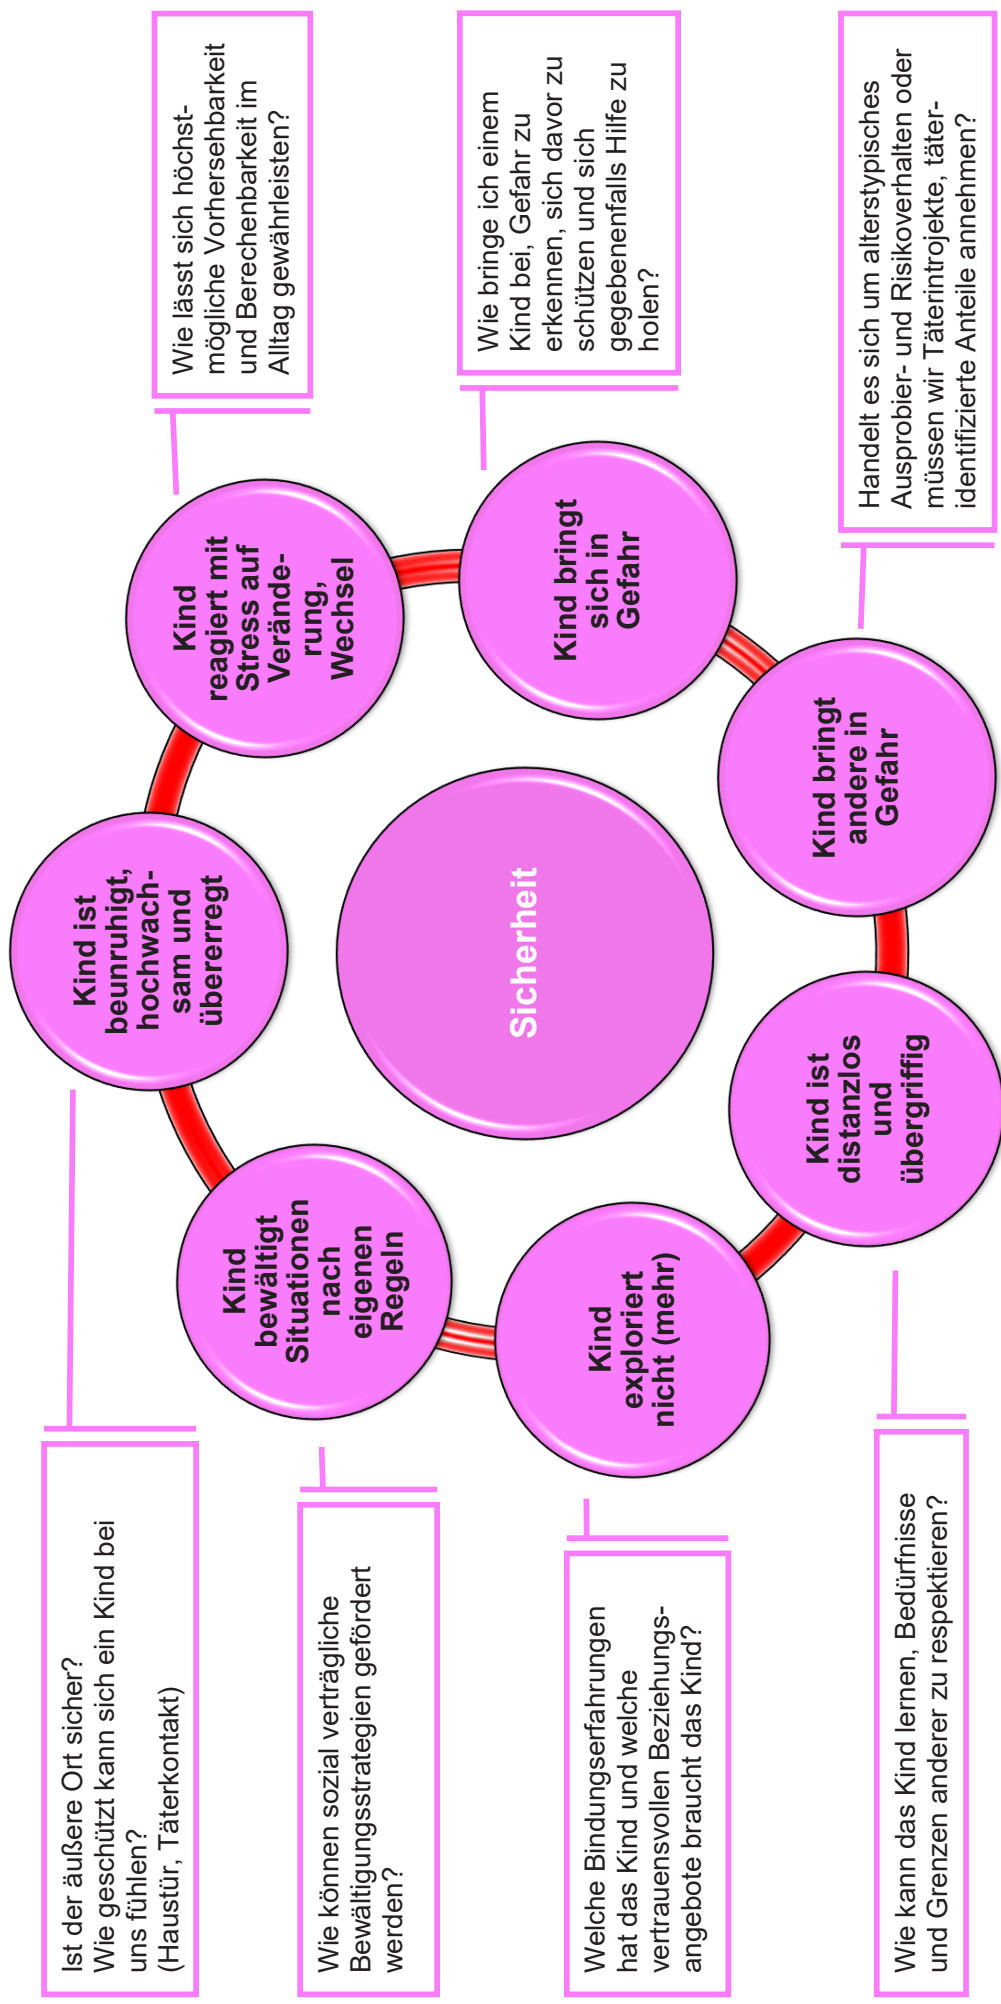 Ist der äußere Ort sicher?
Wie geschützt kann sich ein Kind bei
uns fühlen?
(Haustür, Täterkontakt)
Kind ist
beunruhigt,
hochwach-
sam und
übererregt
Wie lässt sich höchst-
mögliche Vorhersehbarkeit
und Berechenbarkeit im
Alltag gewährleisten?
Kind
reagiert mit
Stress auf
Verände-
rung,
Wechsel
Wie können sozial verträgliche
Bewältigungsstrategien gefördert
werden?
Kind
bewältigt
Situationen
nach
eigenen
Regeln
Sicherheit
Wie bringe ich einem
Kind bei, Gefahr zu
erkennen, sich davor zu
schützen und sich
gegebenenfalls Hilfe zu
holen?
Kind bringt
sich in
Gefahr
Welche Bindungserfahrungen
hat das Kind und welche
vertrauensvollen Beziehungs-
angebote braucht das Kind?
Kind
exploriert
nicht (mehr)
Kind bringt
andere in
Gefahr
Handelt es sich um alterstypisches
Ausprobier- und Risikoverhalten oder
müssen wir Täterintrojekte, täter-
identifizierte Anteile annehmen?
Kind ist
distanzlos
und
übergriffig
Wie kann das Kind lernen, Bedürfnisse
und Grenzen anderer zu respektieren?